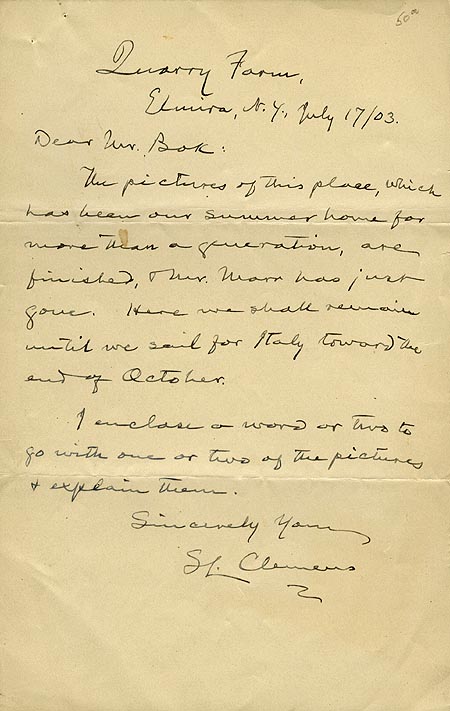 50⁰⁰
Quarry Farm,
Elmira, N.Y., July 17/03.
Dear Mr. Bok:
The pictures of this place, which
has been our summer home for
more than a generation, are
finished, & Mr. Marr has just
gone. Here we shall remain
until we sail for Italy toward the
end of October.
I enclose a word or two to
go with one or two of the pictures
& explain them.
Sincerely Yours
SL. Clemens